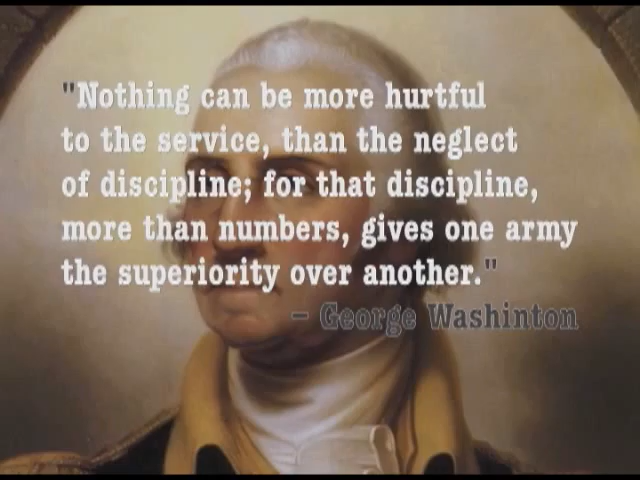 "Nothing can be more hurtful
to the service, than the neglect
of discipline; for that discipline,
more than numbers, gives one army
the superiority over another."
– George Washinton